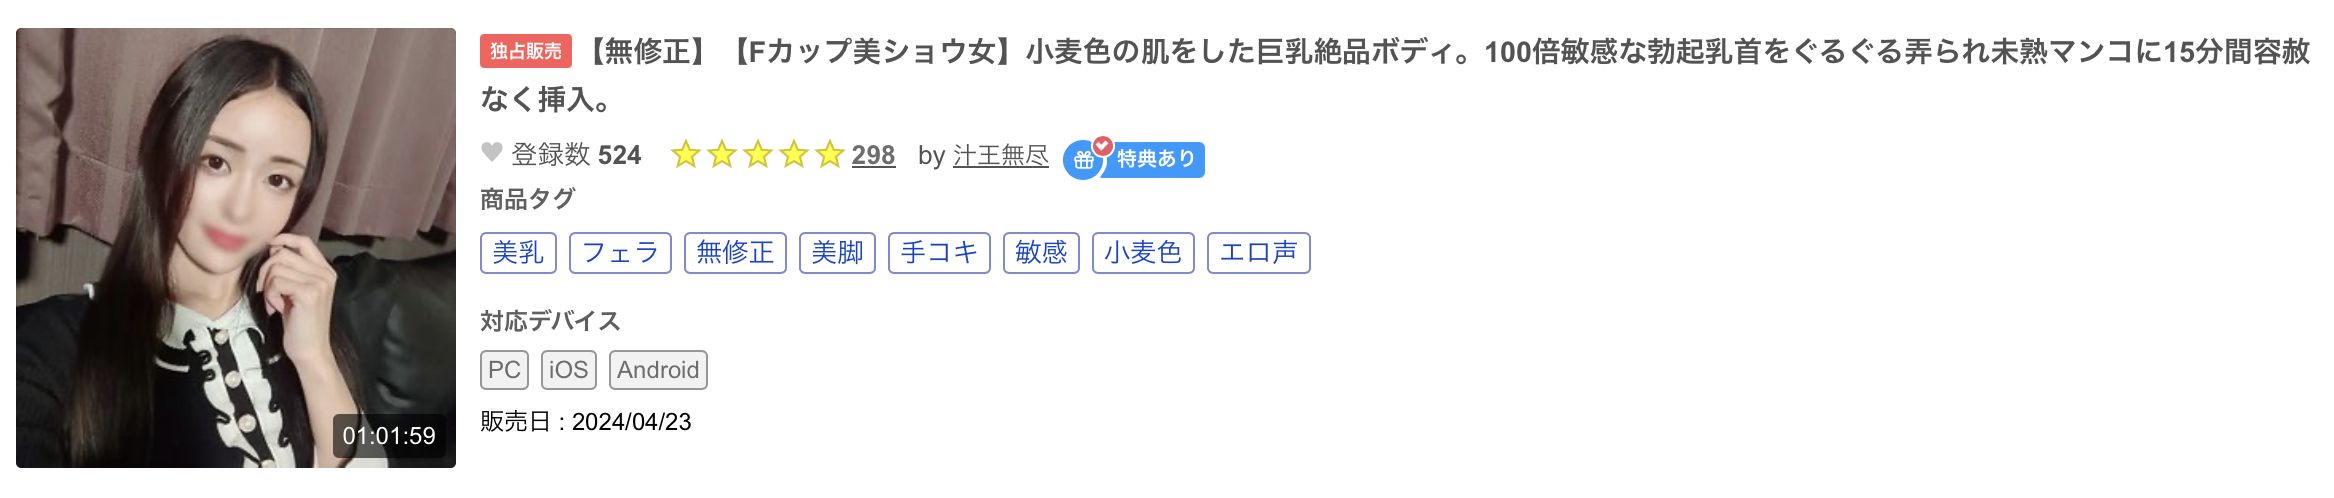 独占販売 【無修正】【Fカップ美ショウ女】小麦色の肌をした巨乳絶品ボディ。100倍敏感な勃起乳首をぐるぐる弄られ未熟マンコに15分間容赦
なく挿入。
登録数 524 298 by 汁王無尽 特典あり
商品タグ
美乳 フェラ 無修正 美脚 手コキ 敏感 小麦色 エロ声
対応デバイス
PC iOS Android
販売日 : 2024/04/23
01:01:59